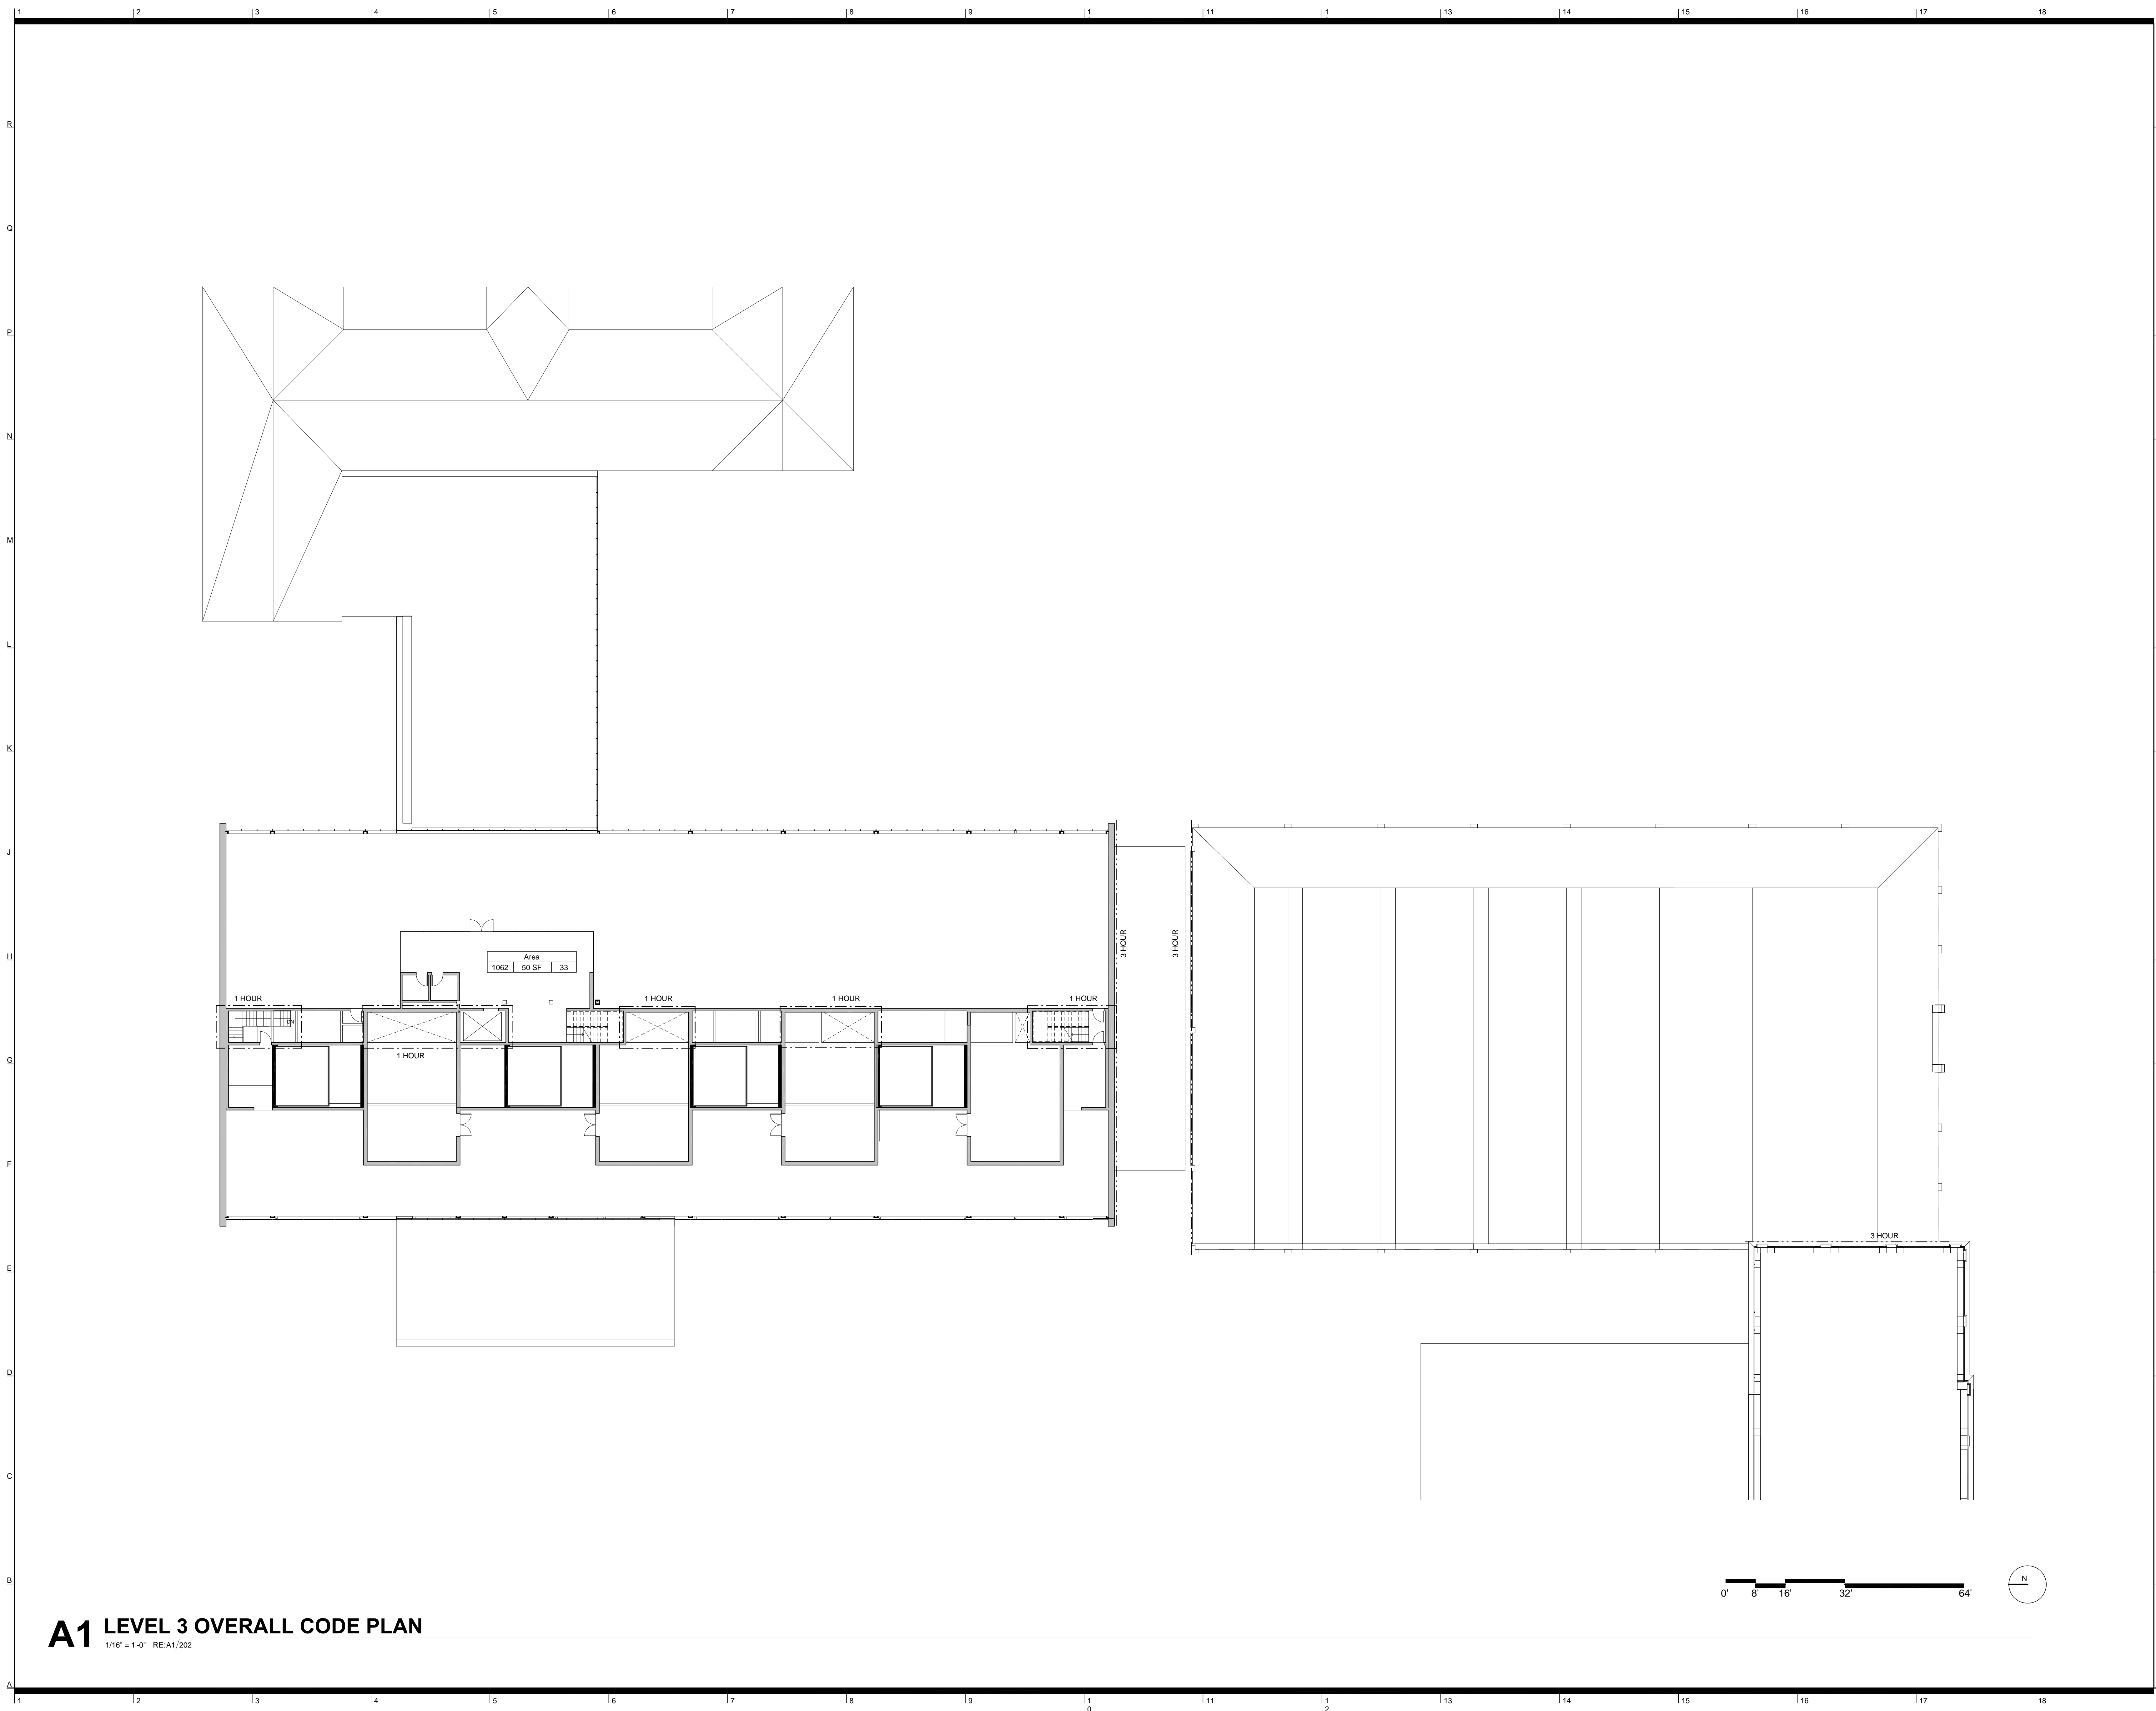 1 2 3 4 5 6 7 8 9 1 11 1 13 14 15 16 17 18
R
Q
P
N
M
L
K
J
H
G
F
E
D
C
B
A
3 HOUR 3 HOUR
Area
1062 50 SF 33
1 HOUR 1 HOUR 1 HOUR 1 HOUR
DN
1 HOUR
3 HOUR
0' 8' 16' 32' 64'
N
A1 LEVEL 3 OVERALL CODE PLAN
1/16" = 1'-0" RE:A1/202
1 2 3 4 5 6 7 8 9 1 11 1 13 14 15 16 17 18
0 2